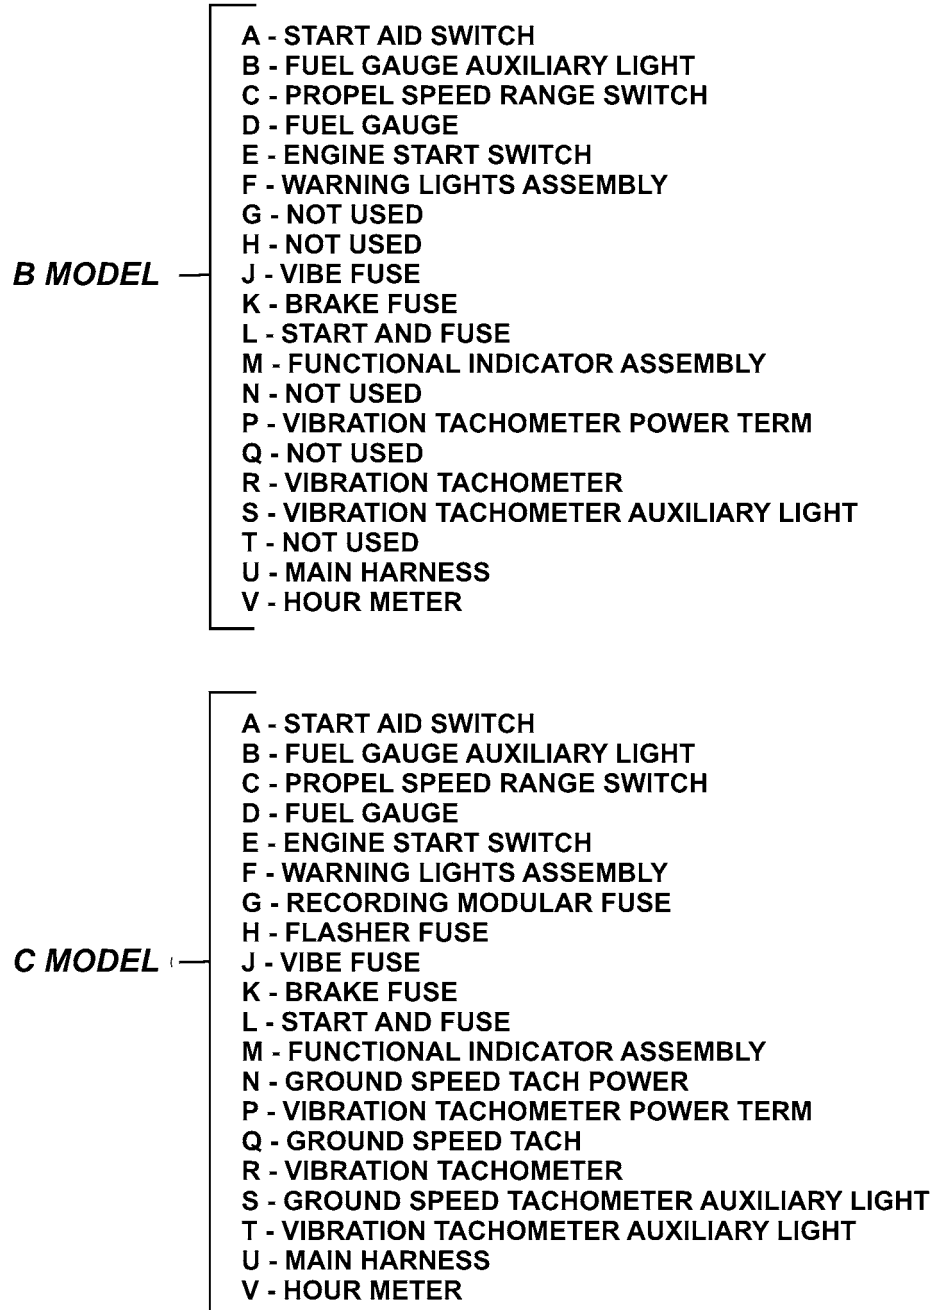 A - START AID SWITCH
B - FUEL GAUGE AUXILIARY LIGHT
C - PROPEL SPEED RANGE SWITCH
D - FUEL GAUGE
E - ENGINE START SWITCH
F - WARNING LIGHTS ASSEMBLY
G - NOT USED
H - NOT USED
B MODEL
J - VIBE FUSE
K - BRAKE FUSE
L - START AND FUSE
M - FUNCTIONAL INDICATOR ASSEMBLY
N - NOT USED
P - VIBRATION TACHOMETER POWER TERM
Q - NOT USED
R - VIBRATION TACHOMETER
S - VIBRATION TACHOMETER AUXILIARY LIGHT
T - NOT USED
U - MAIN HARNESS
V - HOUR METER
A - START AID SWITCH
B - FUEL GAUGE AUXILIARY LIGHT
C - PROPEL SPEED RANGE SWITCH
D - FUEL GAUGE
E - ENGINE START SWITCH
F - WARNING LIGHTS ASSEMBLY
G - RECORDING MODULAR FUSE
H - FLASHER FUSE
C MODEL
J - VIBE FUSE
K - BRAKE FUSE
L - START AND FUSE
M - FUNCTIONAL INDICATOR ASSEMBLY
N - GROUND SPEED TACH POWER
P - VIBRATION TACHOMETER POWER TERM
Q - GROUND SPEED TACH
R - VIBRATION TACHOMETER
S - GROUND SPEED TACHOMETER AUXILIARY LIGHT
T - VIBRATION TACHOMETER AUXILIARY LIGHT
U - MAIN HARNESS
V - HOUR METER